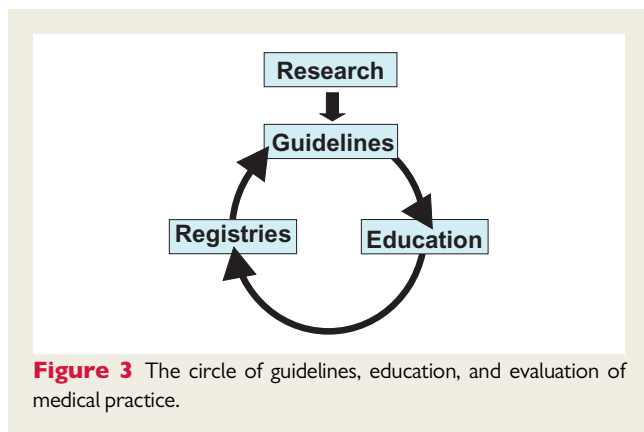 Research
Guidelines
Registries
Education
Figure 3 The circle of guidelines, education, and evaluation of
medical practice.